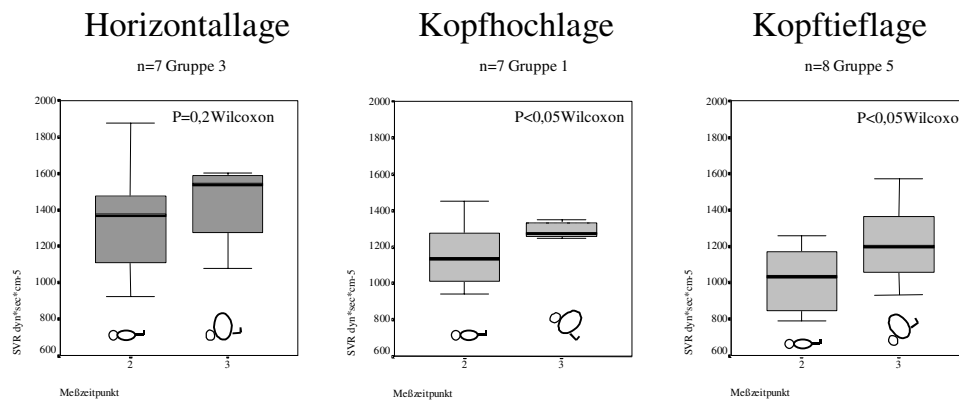 Horizontallage
n=7 Gruppe 3
P=0,2Wilcoxon
2000
1800
1600
1400
1200
1000
800
600
SVR dyn*sec*cm-5
2
3
Meßzeitpunkt
Kopfhochlage
n=7 Gruppe 1
P<0,05Wilcoxon
2000
1800
1600
1400
1200
1000
800
600
SVR dyn*sec*cm-5
2
3
Meßzeitpunkt
Kopftieflage
n=8 Gruppe 5
P<0,05Wilcoxo
2000
1800
1600
1400
1200
1000
800
600
SVR dyn*sec*cm-5
2
3
Meßzeitpunkt